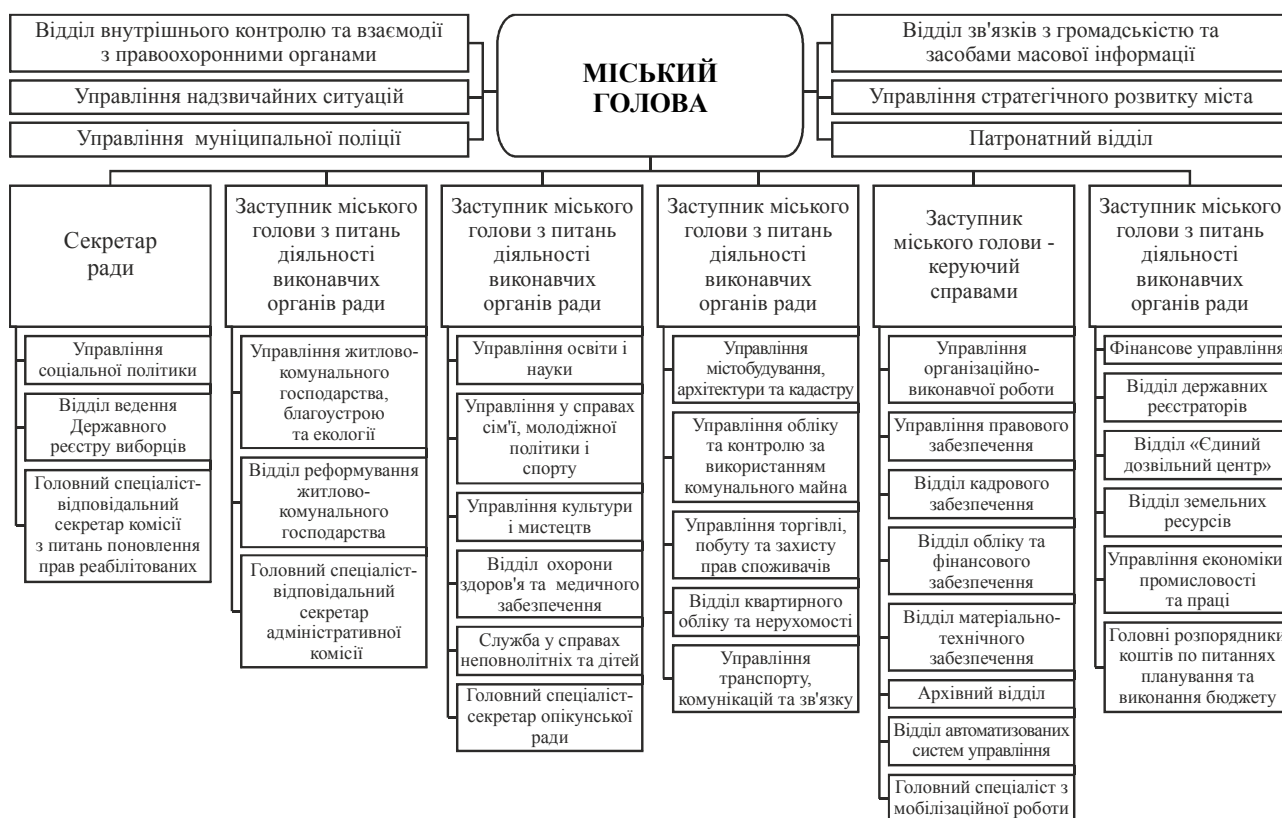 Відділ внутрішнього контролю та взаємодії
з правоохоронними органами
Управління надзвичайних ситуацій
Управління муніципальної поліції
МІСЬКИЙ
ГОЛОВА
Відділ зв'язків з громадськістю та
засобами масової інформації
Управління стратегічного розвитку міста
Патронатний відділ
Секретар
ради
Управління
соціальної політики
Відділ ведення
Державного
реєстру виборців
Головний спеціаліст-
відповідальний
секретар комісії
з питань поновлення
прав реабілітованих
Заступник міського
голови з питань
діяльності
виконавчих
органів ради
Управління житлово-
комунального
господарства,
благоустрою
та екології
Відділ реформування
житлово-
комунального
господарства
Головний спеціаліст-
відповідальний
секретар
адміністративної
комісії
Заступник міського
голови з питань
діяльності
виконавчих
органів ради
Управління освіти і
науки
Управління у справах
сім'ї, молодіжної
політики і
спорту
Управління культури
і мистецтв
Відділ охорони
здоров'я та медичного
забезпечення
Служба у справах
неповнолітніх та дітей
Головний спеціаліст-
секретар опікунської
ради
Заступник міського
голови з питань
діяльності
виконавчих
органів ради
Управління
містобудування,
архітектури та кадастру
Управління обліку
та контролю за
використанням
комунального майна
Управління торгівлі,
побуту та захисту
прав споживачів
Відділ квартирного
обліку та нерухомості
Управління
транспорту,
комунікацій та зв'язку
Заступник
міського голови -
керуючий
справами
Управління
організаційно-
виконавчої роботи
Управління правового
забезпечення
Відділ кадрового
забезпечення
Відділ обліку та
фінансового
забезпечення
Відділ матеріально-
технічного
забезпечення
Архівний відділ
Відділ автоматизованих
систем управління
Головний спеціаліст з
мобілізаційної роботи
Заступник міського
голови з питань
діяльності
виконавчих
органів ради
Фінансове управління
Відділ державних
реєстраторів
Відділ «Єдиний
дозвільний центр»
Відділ земельних
ресурсів
Управління економіки,
промисловості
та праці
Головні розпорядники
коштів по питаннях
планування та
виконання бюджету